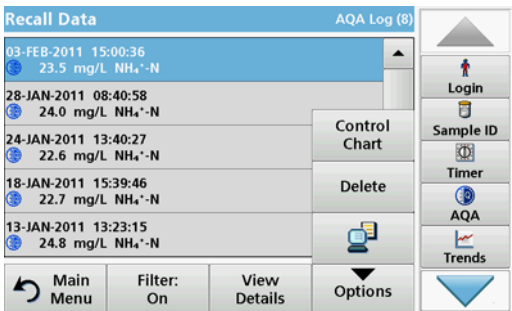 Recall Data
AQA Log (8)
03-FEB-2011 15:00:36
23.5 mg/L NH₄⁺-N
28-JAN-2011 08:40:58
24.0 mg/L NH₄⁺-N
24-JAN-2011 13:40:27
22.6 mg/L NH₄⁺-N
18-JAN-2011 15:39:46
22.7 mg/L NH₄⁺-N
13-JAN-2011 13:23:15
24.8 mg/L NH₄⁺-N
Control
Chart
Delete
Main
Menu
Filter:
On
View
Details
Options
Login
Sample ID
Timer
AQA
Trends